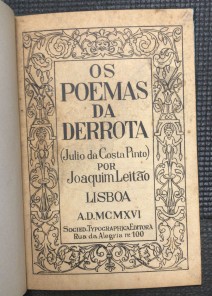 OS
POEMAS
DA
DERROTA
(Julio da Costa Pinto)
POR
Joaquim Leitão
LISBOA
A.D.MCMXVI
SOCIED. TYPOGRAPHICA EDITORA
Rua da Alegria nº 100